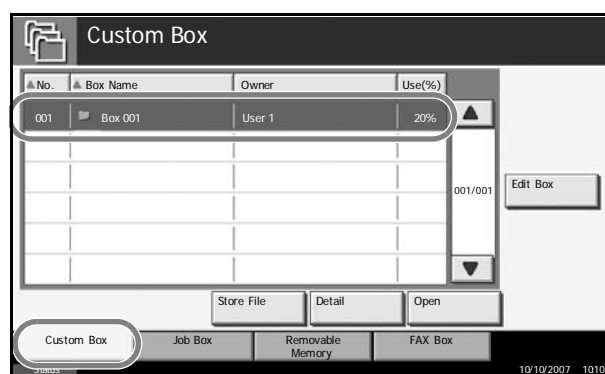 Custom Box
No. Box Name Owner Use(%)
001 Box 001 User 1 20%
001/001
Edit Box
Store File Detail Open
Custom Box Job Box Removable Memory FAX Box
Status 10/10/2007 1010